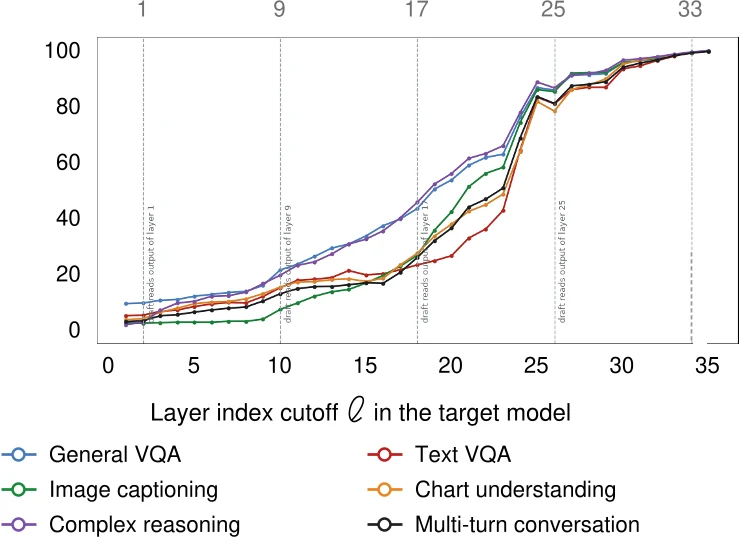 1 9 17 25 33
100
80
60
40
20
0
draft reads output of layer 1
draft reads output of layer 9
draft reads output of layer 17
draft reads output of layer 25
0 5 10 15 20 25 30 35
Layer index cutoff ℓ in the target model
General VQA
Image captioning
Complex reasoning
Text VQA
Chart understanding
Multi-turn conversation